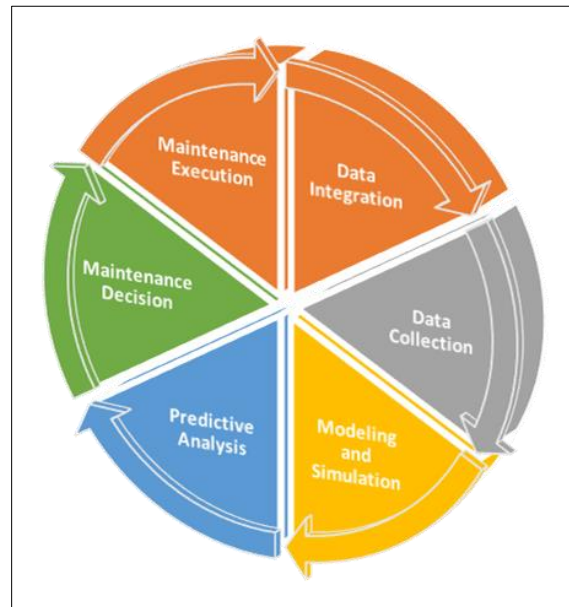 Maintenance
Execution
Data
Integration
Data
Collection
Modeling
and
Simulation
Predictive
Analysis
Maintenance
Decision